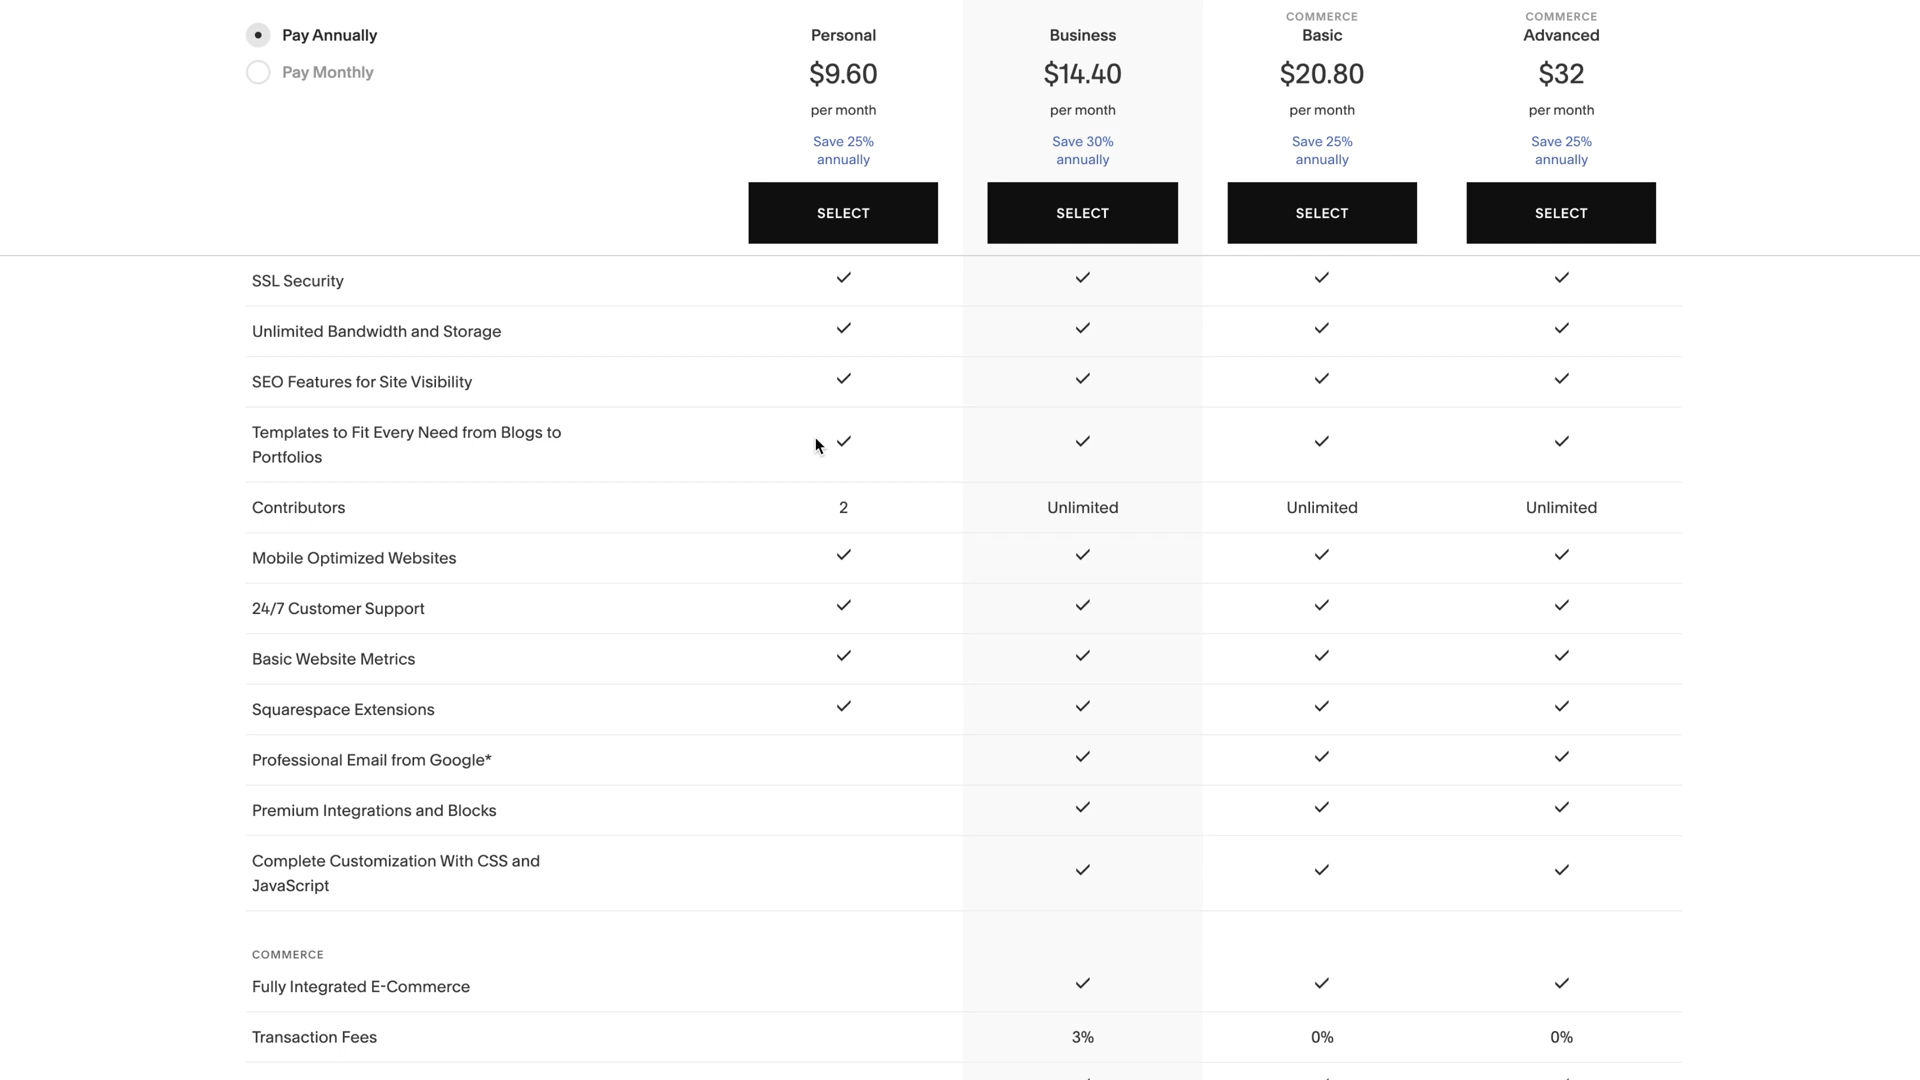 Pay Annually
Pay Monthly
Personal
$9.60
per month
Save 25%
annually
SELECT
Business
$14.40
per month
Save 30%
annually
SELECT
COMMERCE
Basic
$20.80
per month
Save 25%
annually
SELECT
COMMERCE
Advanced
$32
per month
Save 25%
annually
SELECT
SSL Security
Unlimited Bandwidth and Storage
SEO Features for Site Visibility
Templates to Fit Every Need from Blogs to
Portfolios
Contributors 2 Unlimited Unlimited Unlimited
Mobile Optimized Websites
24/7 Customer Support
Basic Website Metrics
Squarespace Extensions
Professional Email from Google*
Premium Integrations and Blocks
Complete Customization With CSS and
JavaScript
COMMERCE
Fully Integrated E-Commerce
Transaction Fees 3% 0% 0%